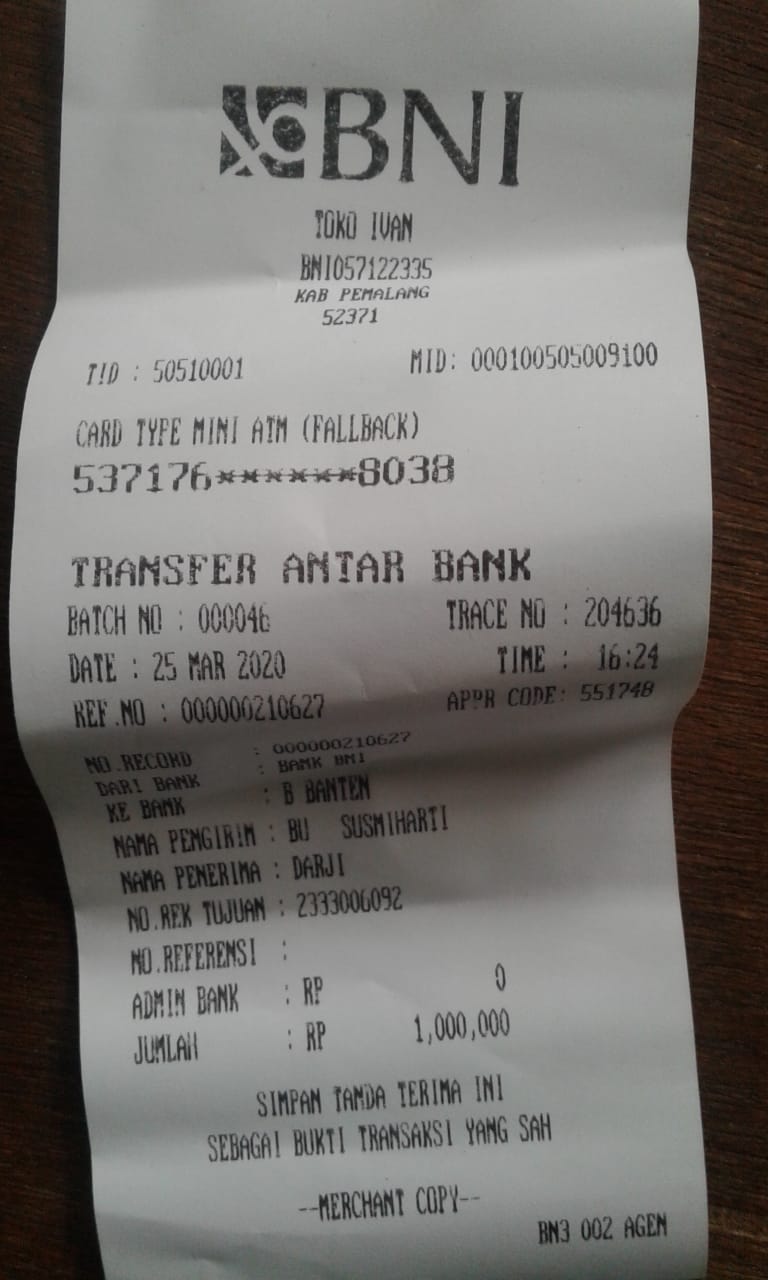 BNI
TOKO IVAN
BNI057122335
KAB PEMALANG
52371
TID : 50510001 MID: 000100505009100
CARD TYPE MINI ATM (FALLBACK)
537176******8038
TRANSFER ANTAR BANK
BATCH NO : 000046 TRACE NO : 204636
DATE : 25 MAR 2020 TIME : 16:24
REF.NO : 000000210627 APPR CODE: 551748
NO.RECORD : 000000210627
DARI BANK : BANK BNI
KE BANK : B BANTEN
NAMA PENGIRIM : BU SUSMIHARTI
NAMA PENERIMA : DARJI
NO.REK TUJUAN : 2333006092
NO.REFERENSI :
ADMIN BANK : RP 0
JUMLAH : RP 1,000,000
SIMPAN TANDA TERIMA INI
SEBAGAI BUKTI TRANSAKSI YANG SAH
--MERCHANT COPY--
BN3 002 AGEN